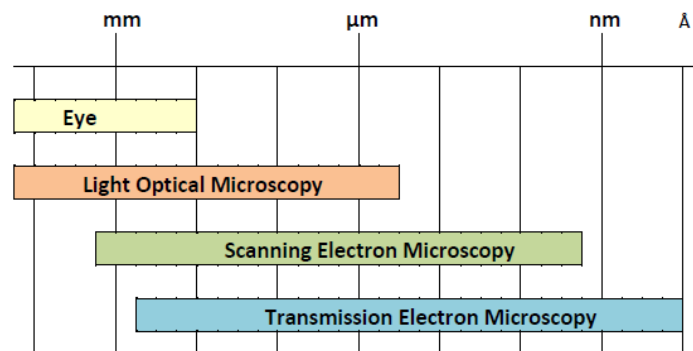 mm µm nm Å
Eye
Light Optical Microscopy
Scanning Electron Microscopy
Transmission Electron Microscopy